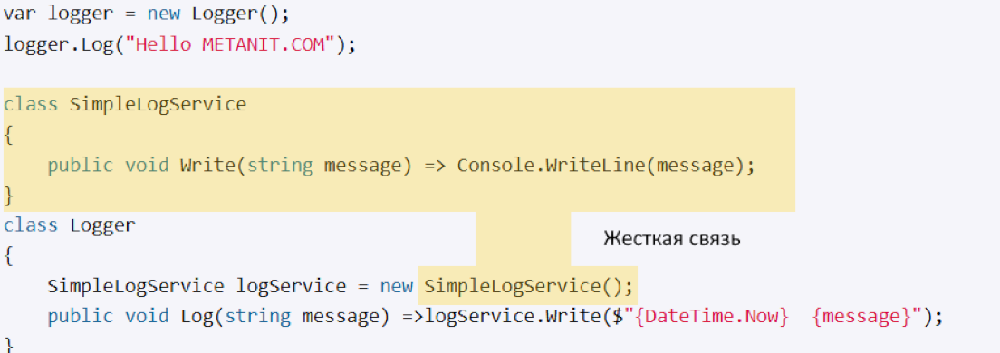 var logger = new Logger();
logger.Log("Hello METANIT.COM");
class SimpleLogService
{
public void Write(string message) => Console.WriteLine(message);
}
class Logger
Жесткая связь
{
SimpleLogService logService = new SimpleLogService();
public void Log(string message) =>logService.Write($"{DateTime.Now}  {message}");
}